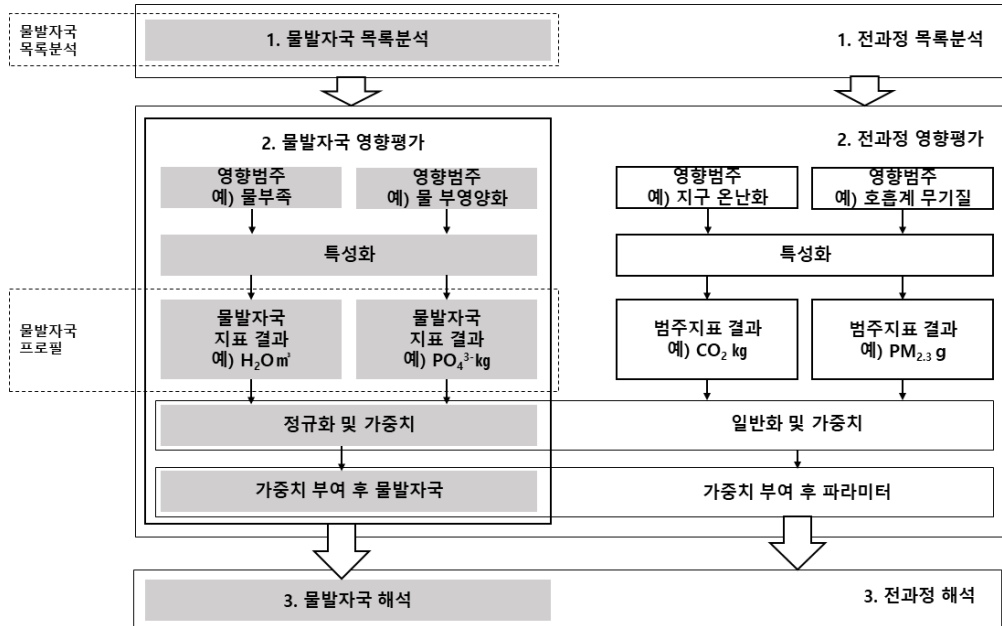 물발자국
목록분석
1. 물발자국 목록분석
1. 전과정 목록분석
2. 물발자국 영향평가
2. 전과정 영향평가
영향범주
예) 물부족
영향범주
예) 물 부영양화
영향범주
예) 지구 온난화
영향범주
예) 호흡계 무기질
특성화
특성화
물발자국
프로필
물발자국
지표 결과
예) H₂O㎥
물발자국
지표 결과
예) PO₄³⁻kg
범주지표 결과
예) CO₂ kg
범주지표 결과
예) PM₂.₃ g
정규화 및 가중치
일반화 및 가중치
가중치 부여 후 물발자국
가중치 부여 후 파라미터
3. 물발자국 해석
3. 전과정 해석